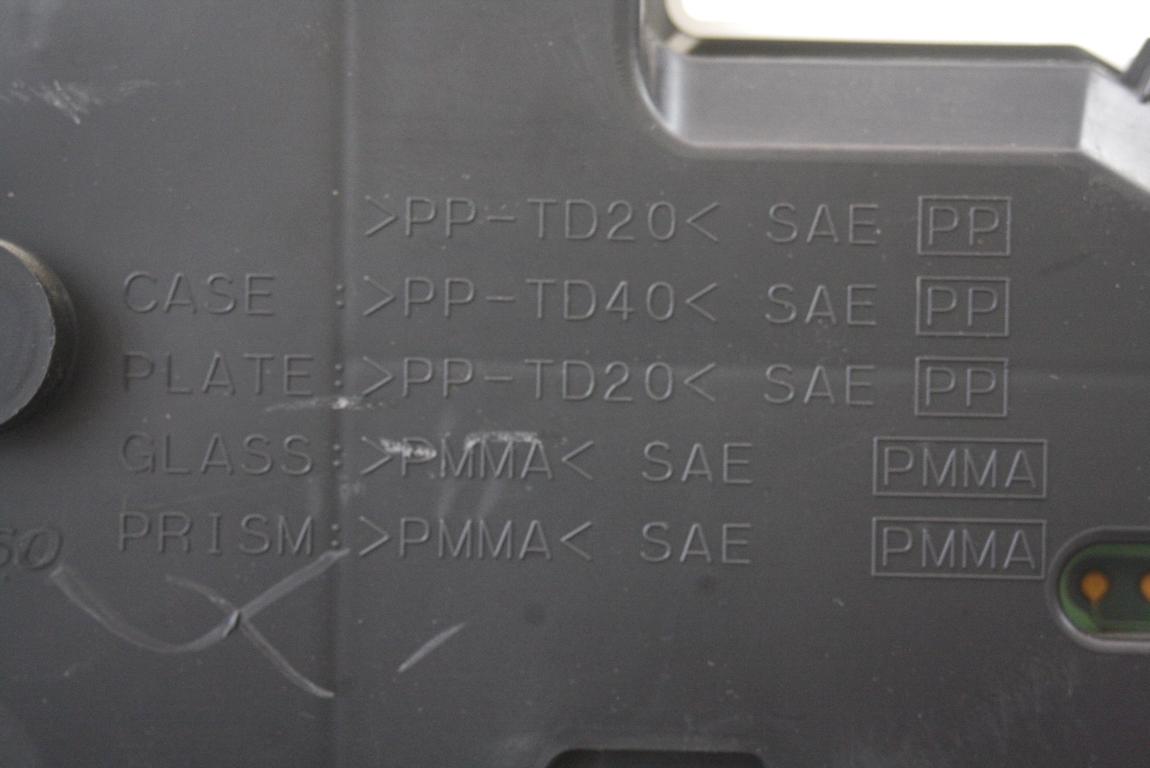 >PP-TD20< SAE PP
CASE : >PP-TD40< SAE PP
PLATE : >PP-TD20< SAE PP
GLASS : >PMMA< SAE PMMA
PRISM : >PMMA< SAE PMMA